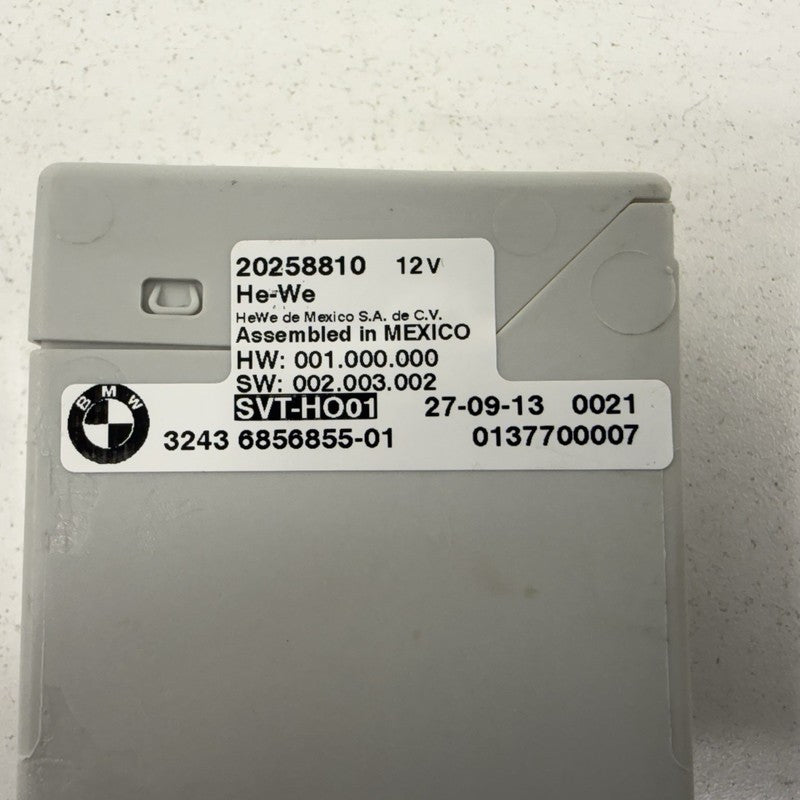 20258810 12V
He-We
HeWe de Mexico S.A. de C.V.
Assembled in MEXICO
HW: 001.000.000
SW: 002.003.002
SVT-HO01 27-09-13 0021
BMW
3243 6856855-01 0137700007